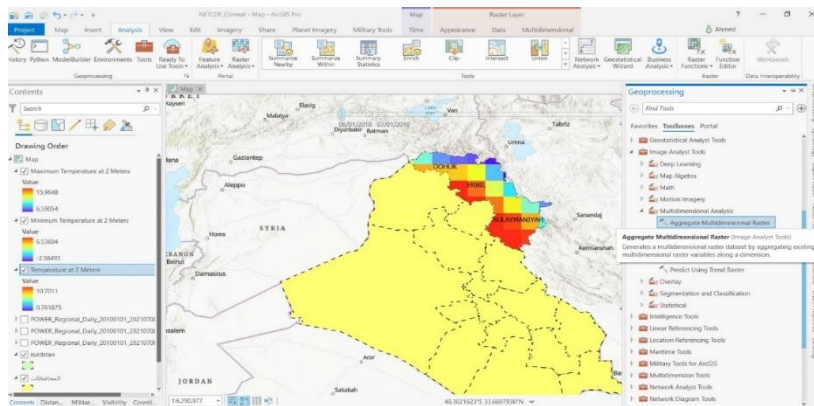 NETCDF_Climeat - Map - ArcGIS Pro
Map
Raster Layer
Project Map Insert Analysis View Edit Imagery Share Planet Imagery Military Tools Time Appearance Data Multidimensional
Ahmed
History Python ModelBuilder Environments Tools Ready To Use Tools Feature Analysis Raster Analysis Summarize Nearby Summarize Within Summary Statistics Enrich Clip Intersect Union Network Analysis Geostatistical Wizard Business Analysis Raster Functions Function Editor Workbench
Geoprocessing Portal Tools Raster Data Interoperability
Contents
Search
Drawing Order
Map
Maximum Temperature at 2 Meters
Value
15.9648
6.59054
Minimum Temperature at 2 Meters
Value
6.53604
-2.58495
Temperature at 2 Meters
Value
10.7011
0.761875
POWER_Regional_Daily_20100101_2021070
POWER_Regional_Daily_20100101_2021070
POWER_Regional_Daily_20100101_2021070
kurdstan
المحافظات
Contents Distan... Militar... Visibility Coordi...
Map
Kayseri
Elazig
Malatya
Van
06/01/2010 07/01/2010
Diyarbakir Batman
Tabriz
Urmia
Gaziantep
DOHUK
Aleppo
ERBIL
SULAYMANIYAH
Sanandaj
SYRIA
Homs
Kermanshah
Beirut
Damascus
JORDAN
Arar
Sakakah
1:6,290,977
48.3021623°E 33.6607936°N
Geoprocessing
Find Tools
Favorites Toolboxes Portal
Geostatistical Analyst Tools
Image Analyst Tools
Deep Learning
Map Algebra
Math
Motion Imagery
Multidimensional Analysis
Aggregate Multidimensional Raster
Aggregate Multidimensional Raster (Image Analyst Tools)
Generates a multidimensional raster dataset by aggregating existing
multidimensional raster variables along a dimension.
Predict Using Trend Raster
Overlay
Segmentation and Classification
Statistical
Intelligence Tools
Linear Referencing Tools
Location Referencing Tools
Maritime Tools
Military Tools for ArcGIS
Multidimension Tools
Network Analyst Tools
Network Diagram Tools